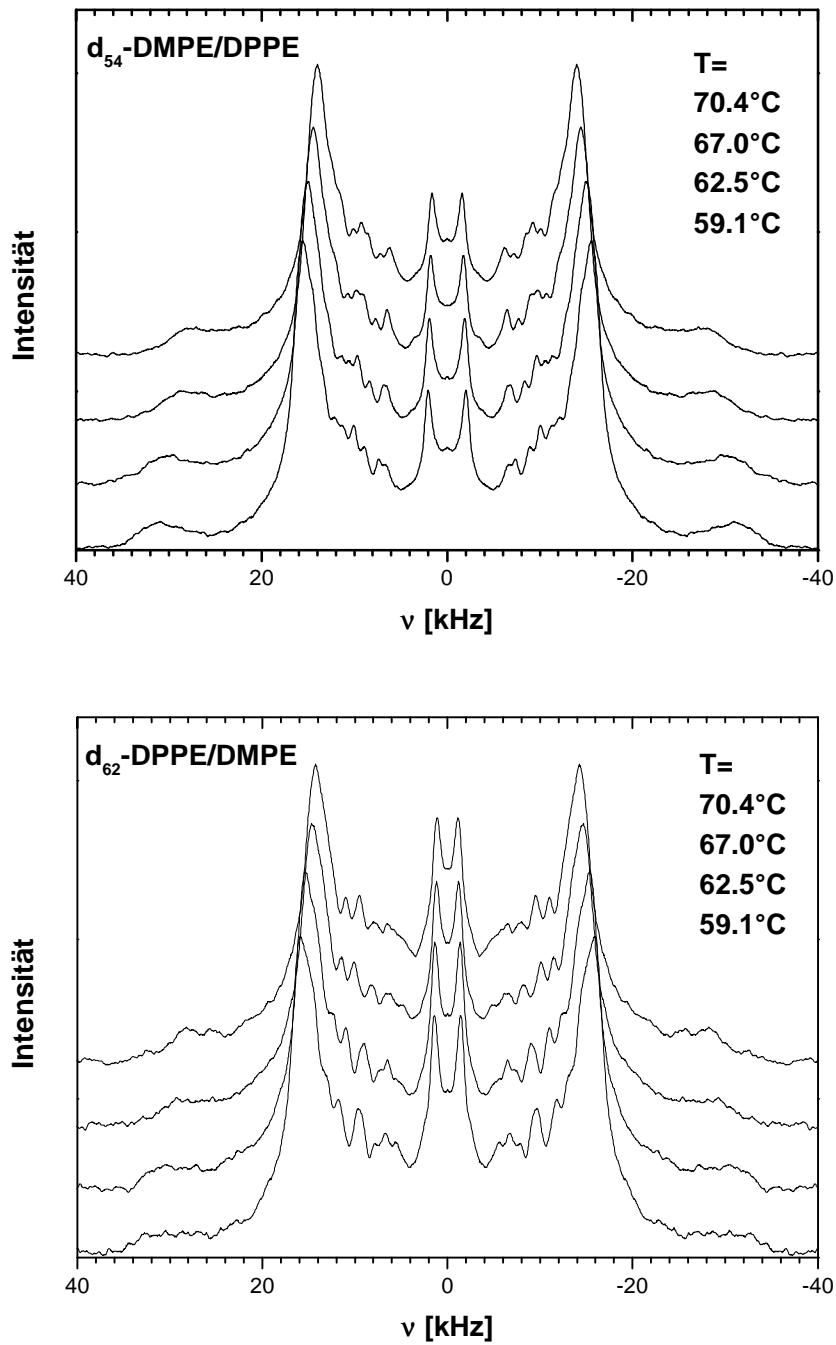 d54-DMPE/DPPE
T=
70.4°C
67.0°C
62.5°C
59.1°C
Intensität
40 20 0 -20 -40
ν [kHz]
d62-DPPE/DMPE
T=
70.4°C
67.0°C
62.5°C
59.1°C
Intensität
40 20 0 -20 -40
ν [kHz]